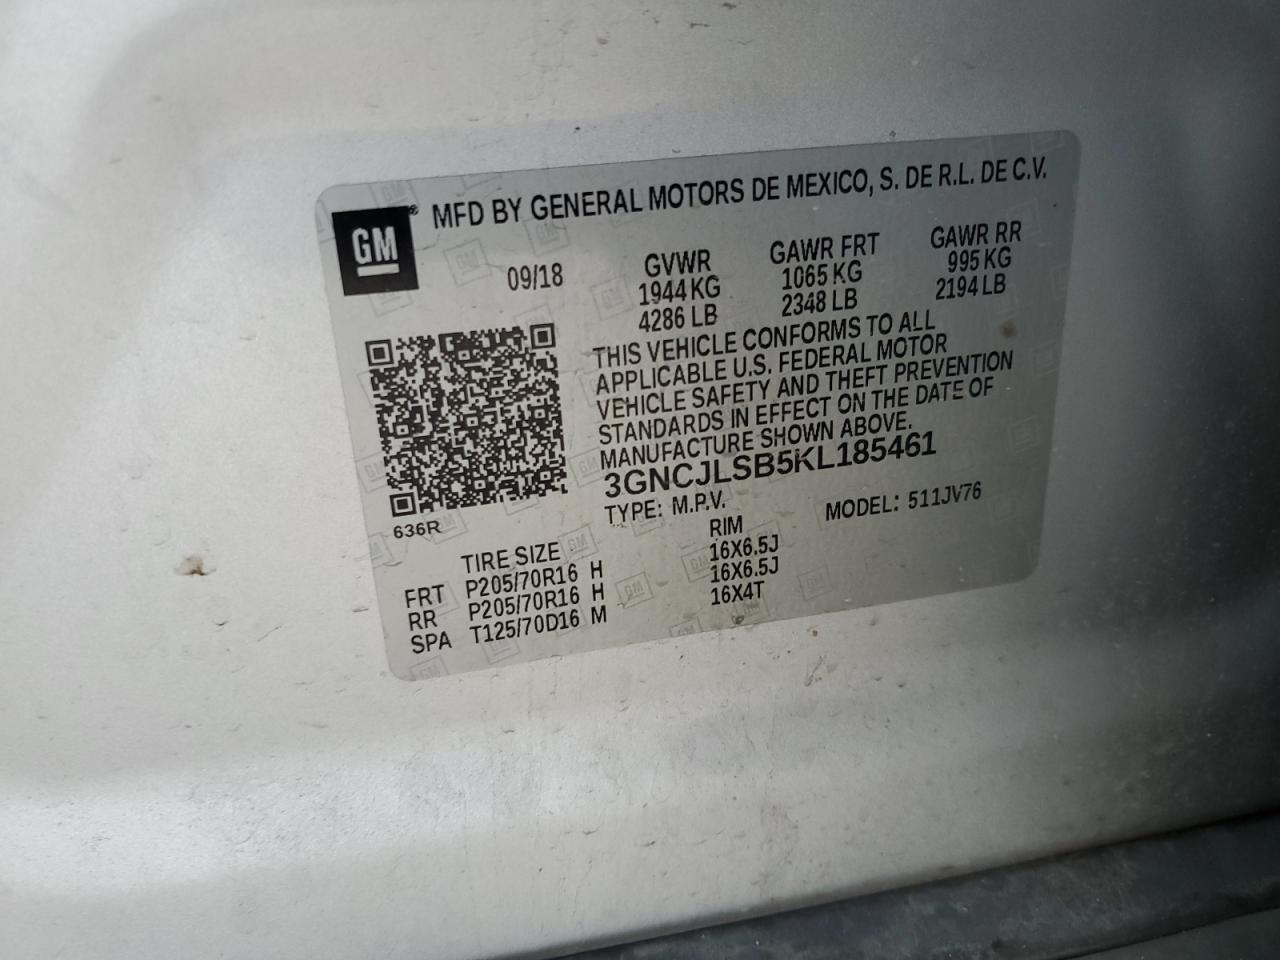 GM
MFD BY GENERAL MOTORS DE MEXICO, S. DE R.L. DE C.V.
09/18
GVWR
1944 KG
4286 LB
GAWR FRT
1065 KG
2348 LB
GAWR RR
995 KG
2194 LB
THIS VEHICLE CONFORMS TO ALL
APPLICABLE U.S. FEDERAL MOTOR
VEHICLE SAFETY AND THEFT PREVENTION
STANDARDS IN EFFECT ON THE DATE OF
MANUFACTURE SHOWN ABOVE.
3GNCJLSB5KL185461
TYPE: M.P.V. MODEL: 511JV76
636R
TIRE SIZE RIM
FRT P205/70R16 H 16X6.5J
RR P205/70R16 H 16X6.5J
SPA T125/70D16 M 16X4T